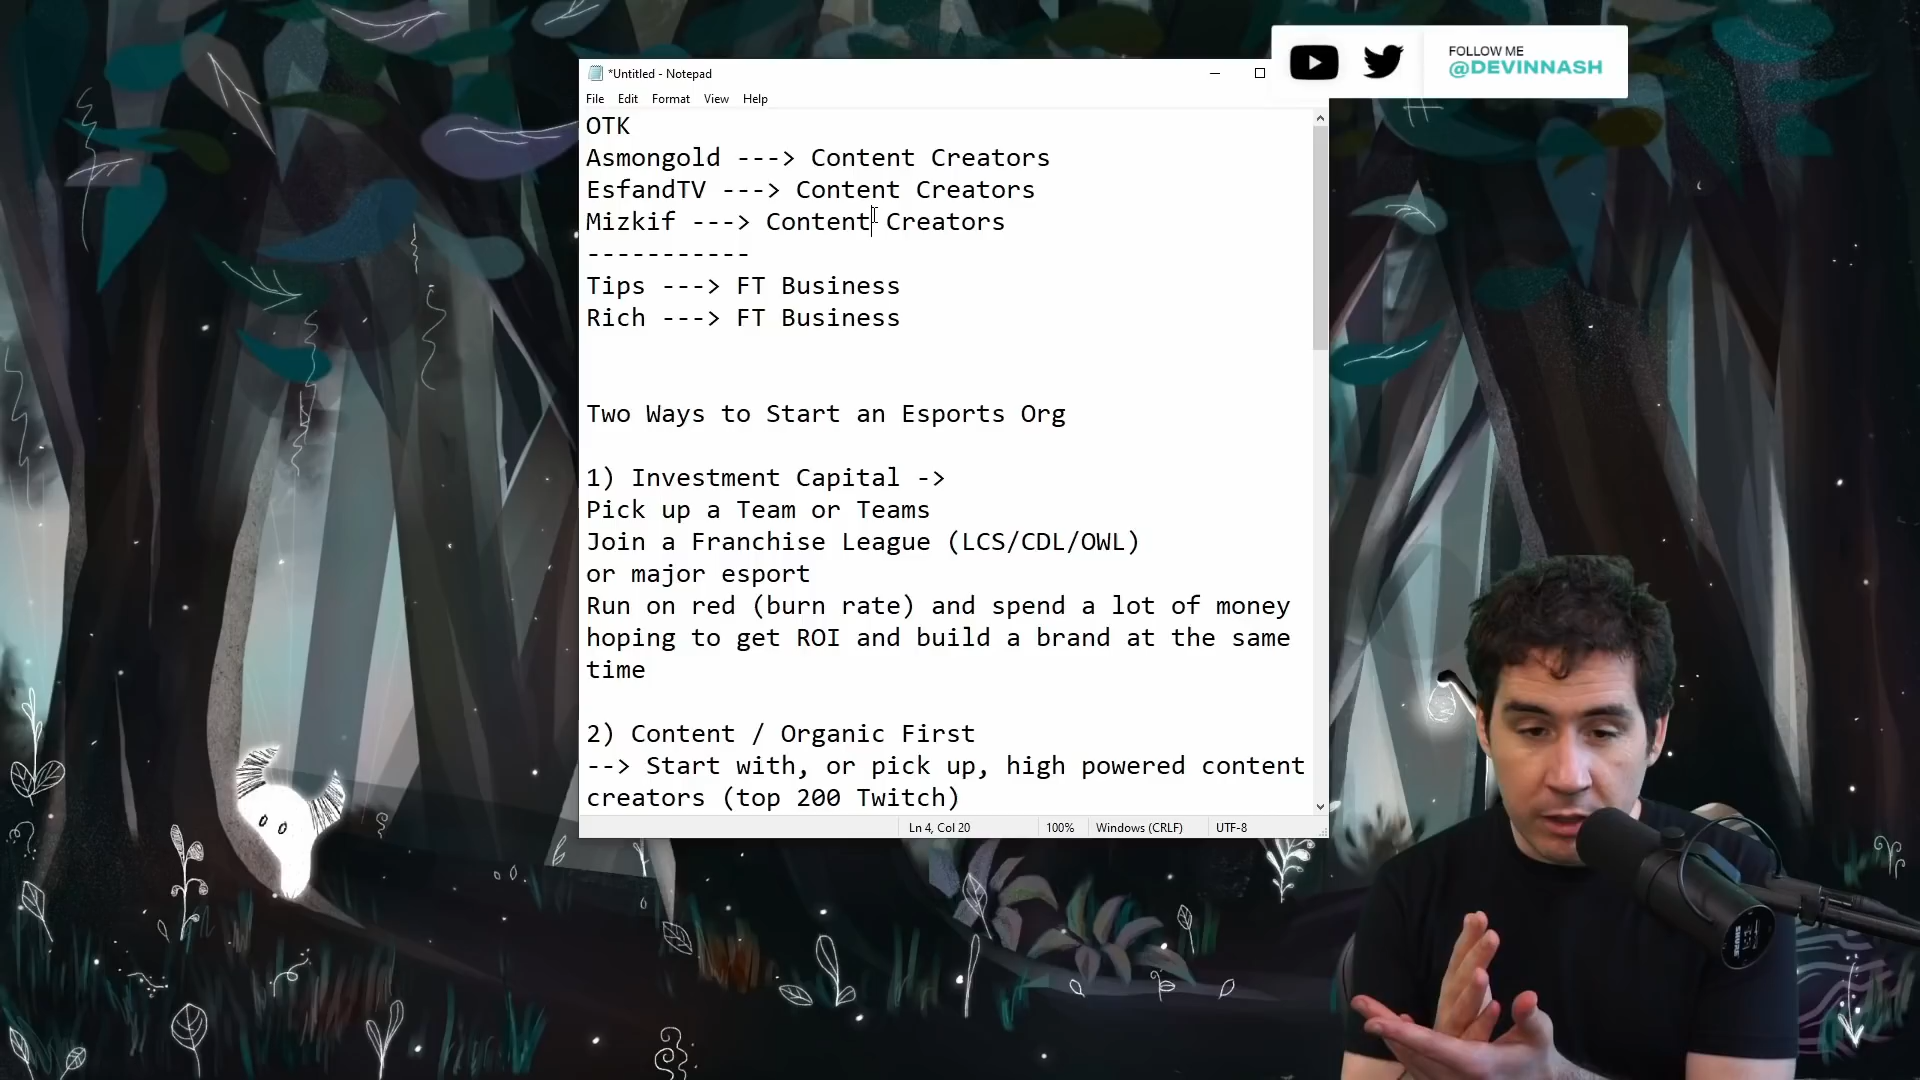 FOLLOW ME
@DEVINNASH
*Untitled - Notepad
File Edit Format View Help
OTK
Asmongold ---> Content Creators
EsfandTV ---> Content Creators
Mizkif ---> Content Creators
-----------
Tips ---> FT Business
Rich ---> FT Business
Two Ways to Start an Esports Org
1) Investment Capital ->
Pick up a Team or Teams
Join a Franchise League (LCS/CDL/OWL)
or major esport
Run on red (burn rate) and spend a lot of money
hoping to get ROI and build a brand at the same
time
2) Content / Organic First
--> Start with, or pick up, high powered content
creators (top 200 Twitch)
Ln 4, Col 20 100% Windows (CRLF) UTF-8
SHURE